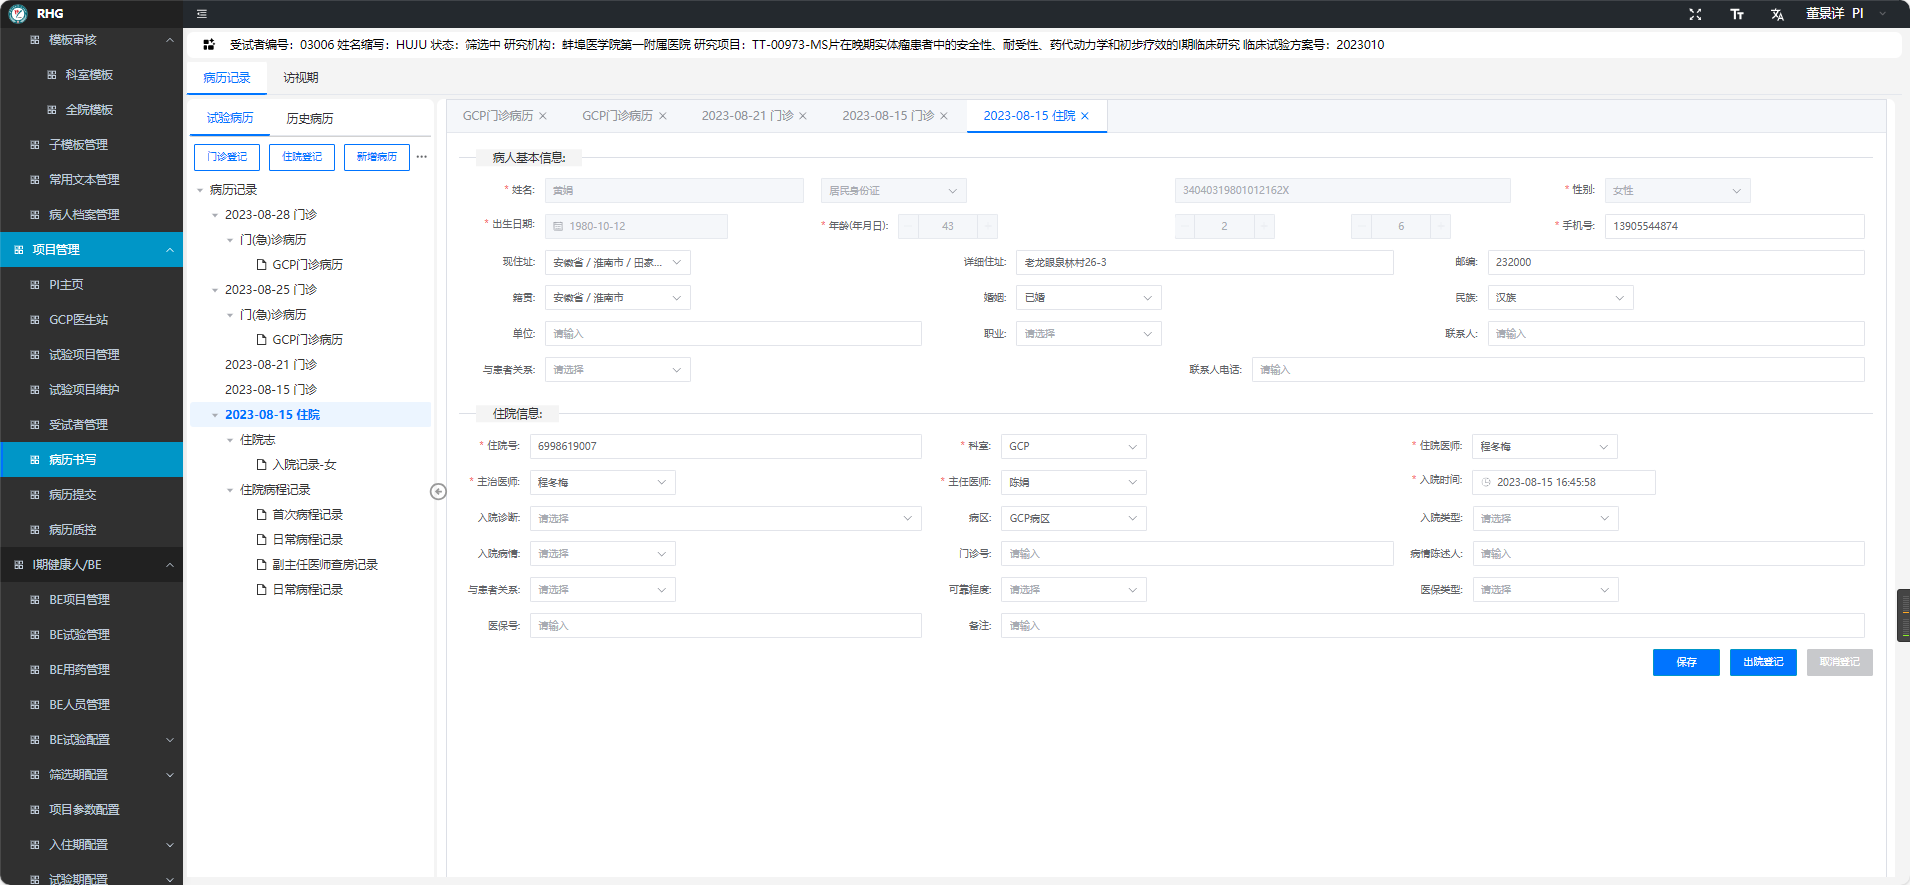 RHG
董景详 PI
模板审核
科室模板
全院模板
子模板管理
常用文本管理
病人档案管理
项目管理
PI主页
GCP医生站
试验项目管理
试验项目维护
受试者管理
病历书写
病历提交
病历质控
I期健康人/BE
BE项目管理
BE试验管理
BE用药管理
BE人员管理
BE试验配置
筛选期配置
项目参数配置
入住期配置
试验期配置
受试者编号：03006 姓名缩写：HUJU 状态：筛选中 研究机构：蚌埠医学院第一附属医院 研究项目：TT-00973-MS片在晚期实体瘤患者中的安全性、耐受性、药代动力学和初步疗效的I期临床研究 临床试验方案号：2023010
病历记录 访视期
试验病历 历史病历
门诊登记 住院登记 新增病历 ···
病历记录
2023-08-28 门诊
门(急)诊病历
GCP门诊病历
2023-08-25 门诊
门(急)诊病历
GCP门诊病历
2023-08-21 门诊
2023-08-15 门诊
2023-08-15 住院
住院志
入院记录-女
住院病程记录
首次病程记录
日常病程记录
副主任医师查房记录
日常病程记录
GCP门诊病历 GCP门诊病历 2023-08-21 门诊 2023-08-15 门诊 2023-08-15 住院
病人基本信息:
* 姓名: 黄娟 居民身份证 34040319801012162X * 性别: 女性
* 出生日期: 1980-10-12 * 年龄(年月日): 43 2 6 * 手机号: 13905544874
现住址: 安徽省 / 淮南市 / 田家... 详细住址: 老龙眼泉林村26-3 邮编: 232000
籍贯: 安徽省 / 淮南市 婚姻: 已婚 民族: 汉族
单位: 请输入 职业: 请选择 联系人: 请输入
与患者关系: 请选择 联系人电话: 请输入
住院信息:
* 住院号: 6998619007 * 科室: GCP * 住院医师: 程冬梅
* 主治医师: 程冬梅 * 主任医师: 陈娟 * 入院时间: 2023-08-15 16:45:58
入院诊断: 请选择 病区: GCP病区 入院类型: 请选择
入院病情: 请选择 门诊号: 请输入 病情陈述人: 请输入
与患者关系: 请选择 可靠程度: 请选择 医保类型: 请选择
医保号: 请输入 备注: 请输入
保存 出院登记 取消登记